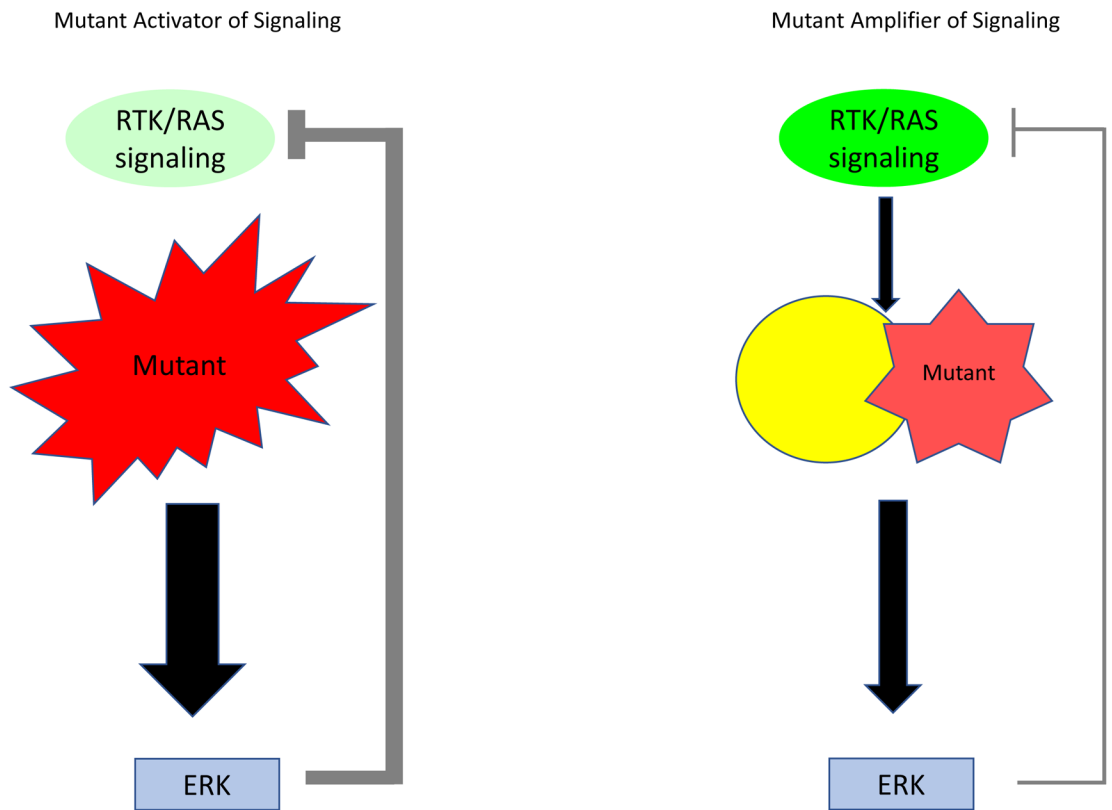 Mutant Activator of Signaling
RTK/RAS
signaling
Mutant
ERK
Mutant Amplifier of Signaling
RTK/RAS
signaling
Mutant
ERK